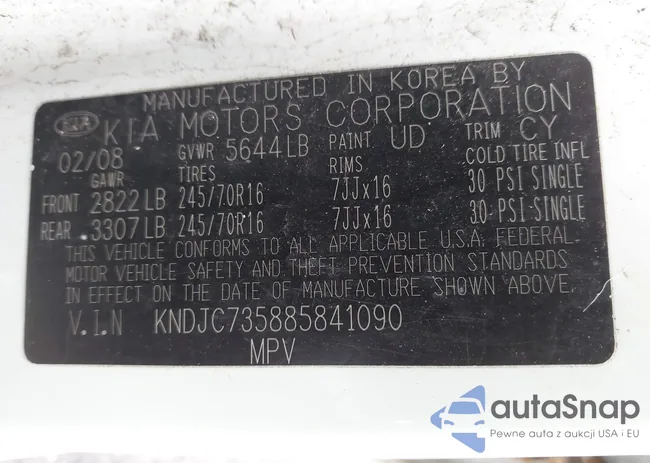 MANUFACTURED IN KOREA BY
KIA KIA MOTORS CORPORATION
02/08 GVWR 5644LB PAINT UD TRIM CY
GAWR TIRES RIMS COLD TIRE INFL
FRONT 2822LB 245/70R16 7JJx16 30 PSI-SINGLE
REAR 3307LB 245/70R16 7JJx16 30 PSI-SINGLE
THIS VEHICLE CONFORMS TO ALL APPLICABLE U.S.A. FEDERAL
MOTOR VEHICLE SAFETY AND THEFT PREVENTION STANDARDS
IN EFFECT ON THE DATE OF MANUFACTURE SHOWN ABOVE.
V.I.N KNDJC735885841090
MPV
autaSnap
Pewne auta z aukcji USA i EU